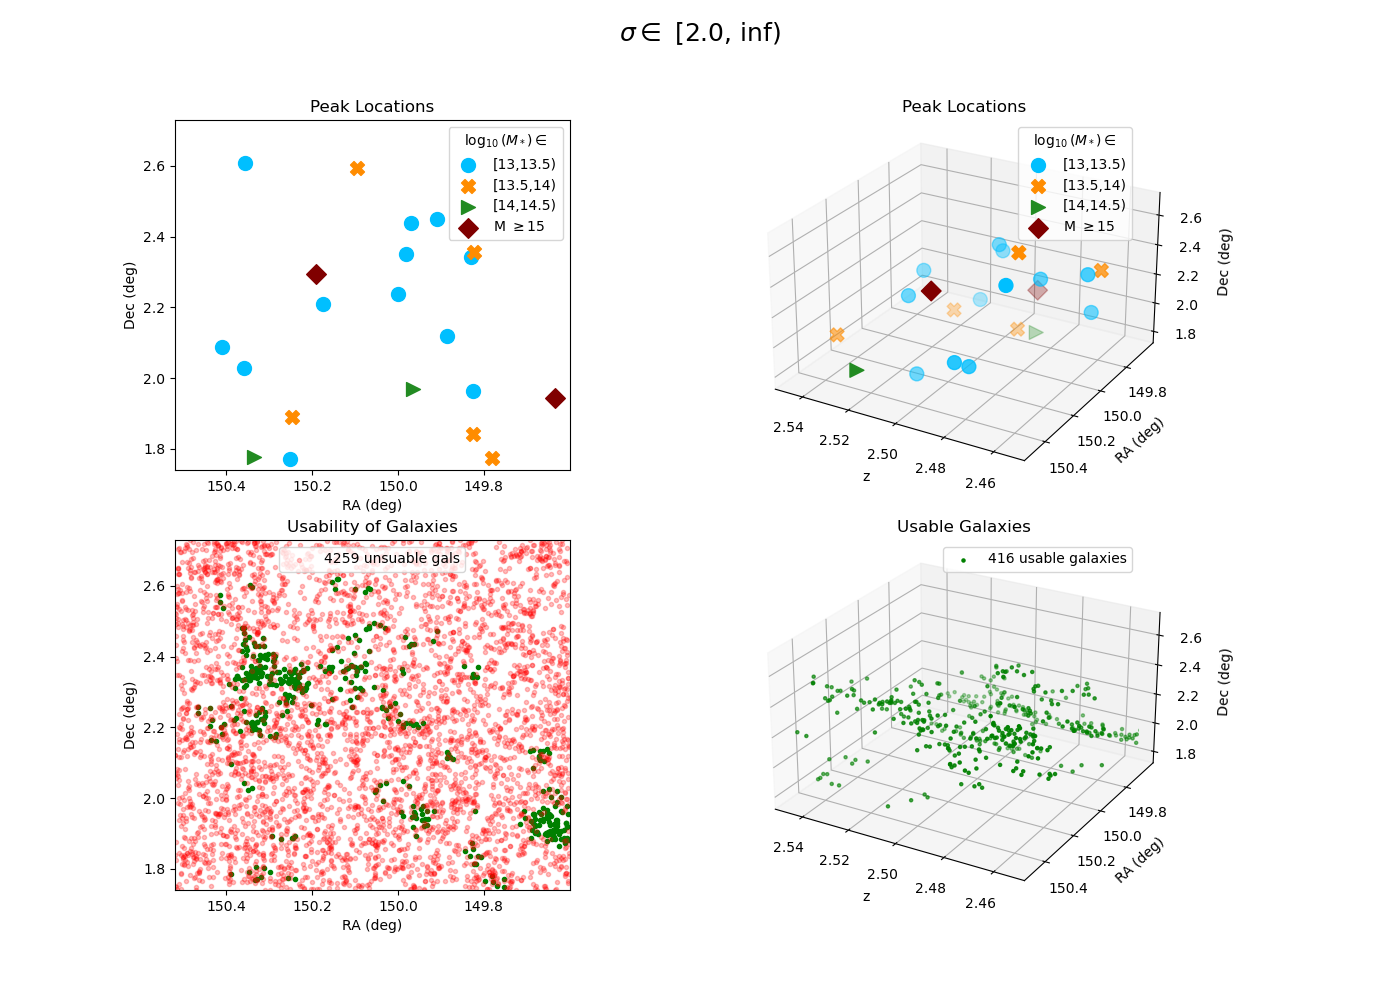 σ ∈ [2.0, inf)
Peak Locations
log₁₀(M*) ∈
[13,13.5)
[13.5,14)
[14,14.5)
M ≥15
2.6
2.4
2.2
2.0
1.8
Dec (deg)
150.4 150.2 150.0 149.8
RA (deg)
Peak Locations
log₁₀(M*) ∈
[13,13.5)
[13.5,14)
[14,14.5)
M ≥15
2.6
2.4
2.2
2.0
1.8
Dec (deg)
149.8
150.0
150.2
150.4
RA (deg)
2.54
2.52
2.50
2.48
2.46
z
Usability of Galaxies
4259 unsuable gals
2.6
2.4
2.2
2.0
1.8
Dec (deg)
150.4 150.2 150.0 149.8
RA (deg)
Usable Galaxies
416 usable galaxies
2.6
2.4
2.2
2.0
1.8
Dec (deg)
149.8
150.0
150.2
150.4
RA (deg)
2.54
2.52
2.50
2.48
2.46
z